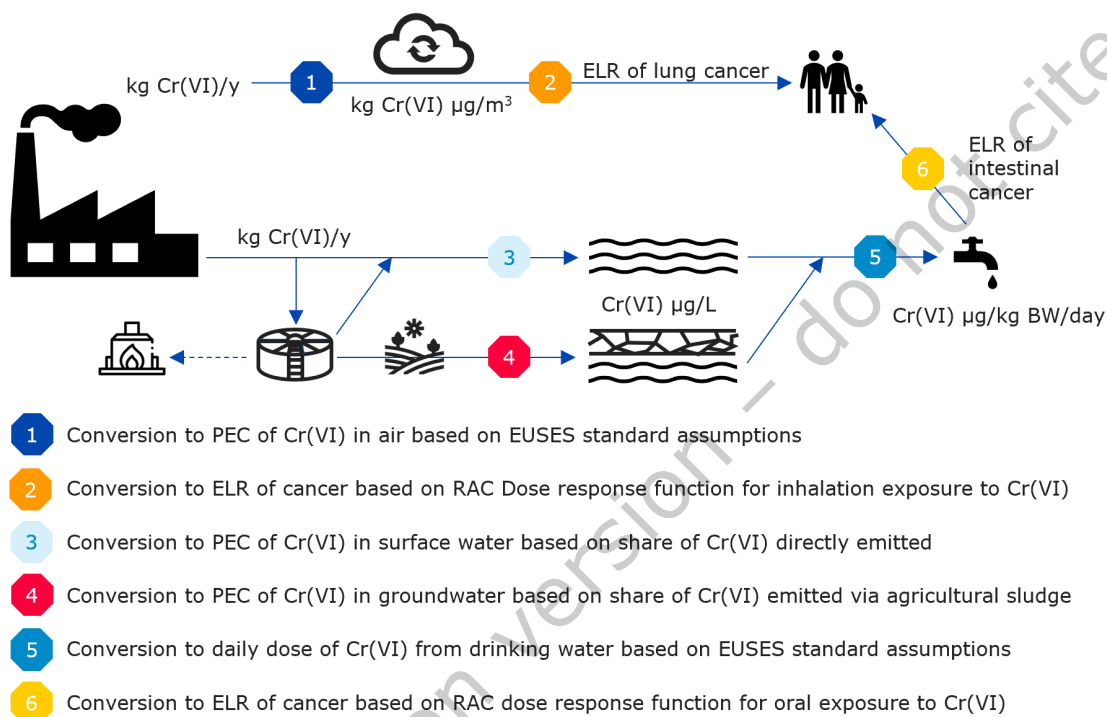 kg Cr(VI)/y
1
kg Cr(VI) µg/m³
2
ELR of lung cancer
6
ELR of
intestinal
cancer
kg Cr(VI)/y
3
Cr(VI) µg/L
5
Cr(VI) µg/kg BW/day
4
1 Conversion to PEC of Cr(VI) in air based on EUSES standard assumptions
2 Conversion to ELR of cancer based on RAC Dose response function for inhalation exposure to Cr(VI)
3 Conversion to PEC of Cr(VI) in surface water based on share of Cr(VI) directly emitted
4 Conversion to PEC of Cr(VI) in groundwater based on share of Cr(VI) emitted via agricultural sludge
5 Conversion to daily dose of Cr(VI) from drinking water based on EUSES standard assumptions
6 Conversion to ELR of cancer based on RAC dose response function for oral exposure to Cr(VI)
version – do not cite